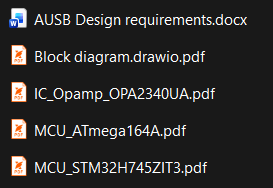 AUSB Design requirements.docx
Block diagram.drawio.pdf
IC_Opamp_OPA2340UA.pdf
MCU_ATmega164A.pdf
MCU_STM32H745ZIT3.pdf